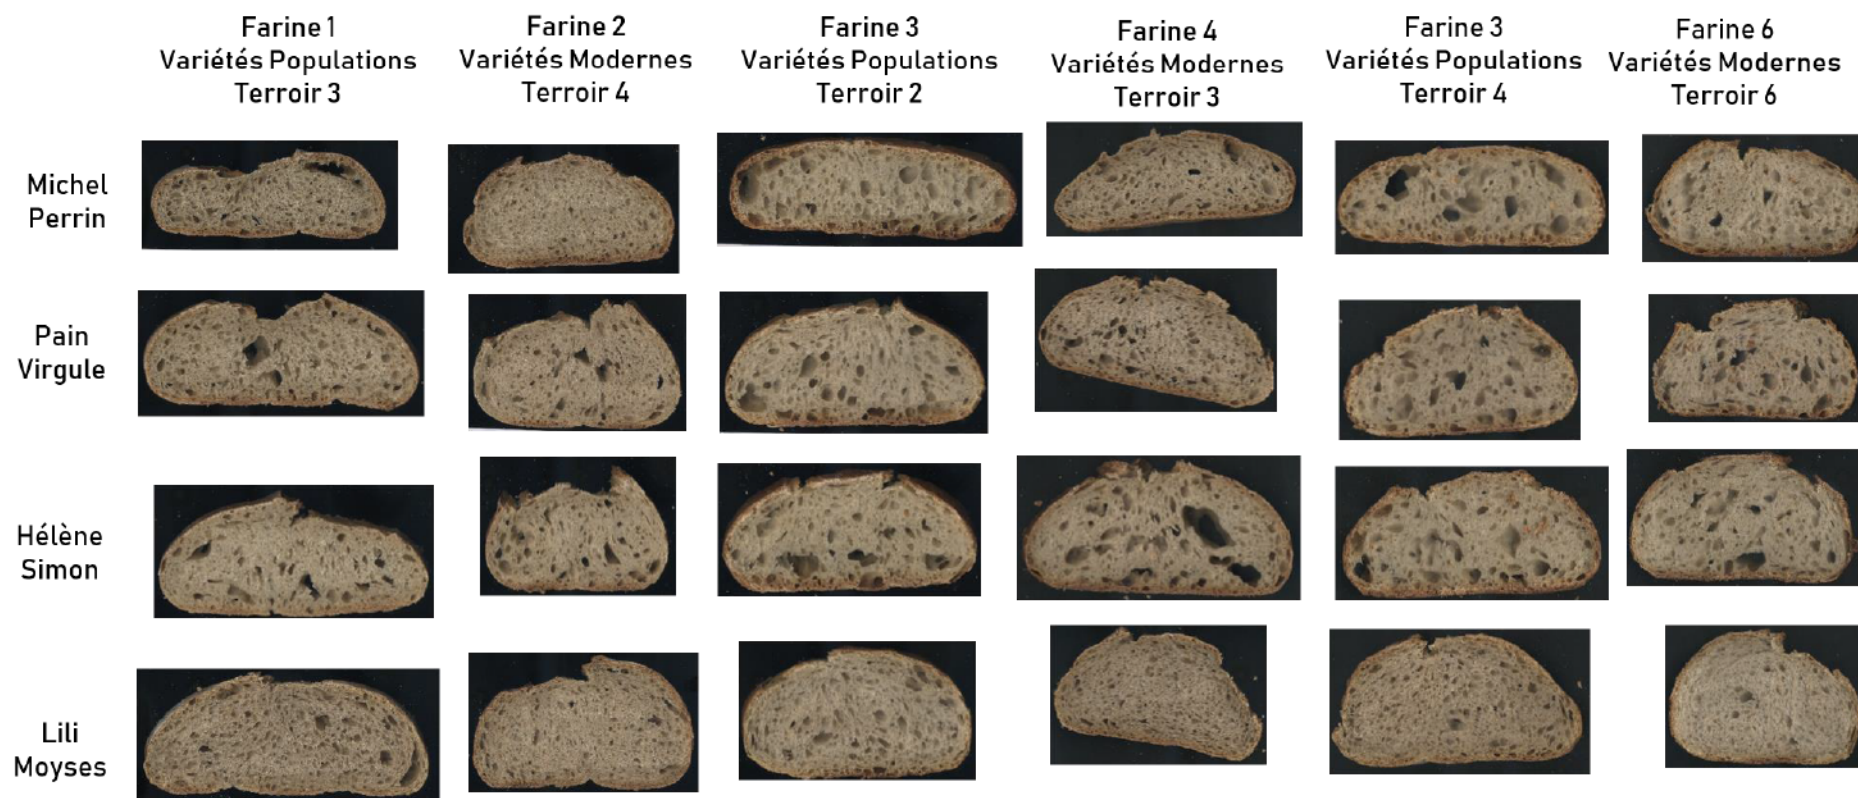 Farine 1
Variétés Populations
Terroir 3
Farine 2
Variétés Modernes
Terroir 4
Farine 3
Variétés Populations
Terroir 2
Farine 4
Variétés Modernes
Terroir 3
Farine 3
Variétés Populations
Terroir 4
Farine 6
Variétés Modernes
Terroir 6
Michel
Perrin
Pain
Virgule
Hélène
Simon
Lili
Moyses